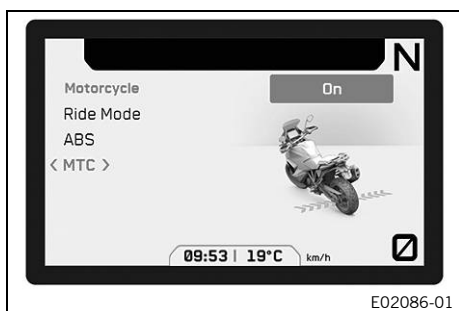 N
Motorcycle
On
Ride Mode
ABS
< MTC >
09:53 | 19°C km/h
0
E02086-01